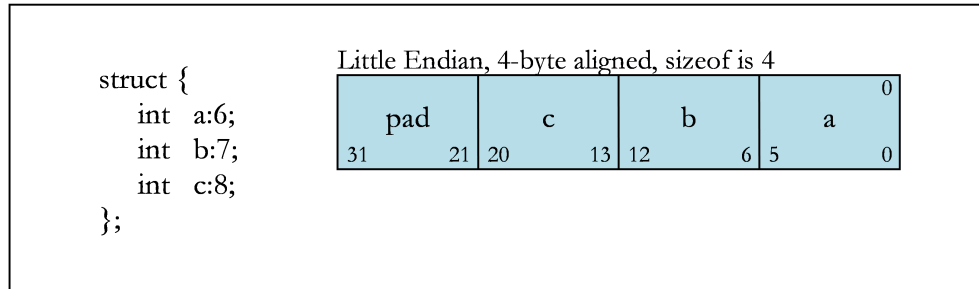 Little Endian, 4-byte aligned, sizeof is 4
struct {
int a:6;
int b:7;
int c:8;
};
0
pad c b a
31 21 20 13 12 6 5 0